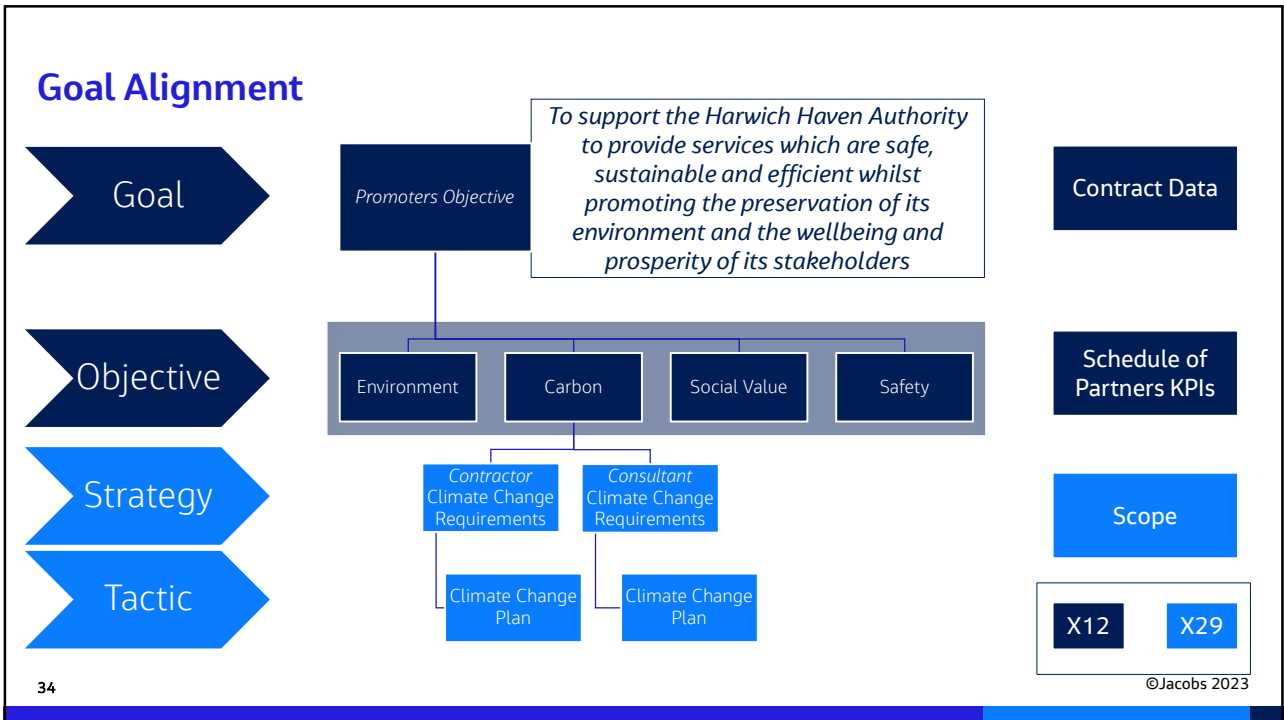 Goal Alignment
Goal
Promoters Objective
To support the Harwich Haven Authority
to provide services which are safe,
sustainable and efficient whilst
promoting the preservation of its
environment and the wellbeing and
prosperity of its stakeholders
Contract Data
Objective
Environment
Carbon
Social Value
Safety
Schedule of
Partners KPIs
Strategy
Contractor
Climate Change
Requirements
Consultant
Climate Change
Requirements
Scope
Tactic
Climate Change
Plan
Climate Change
Plan
X12
X29
34
©Jacobs 2023